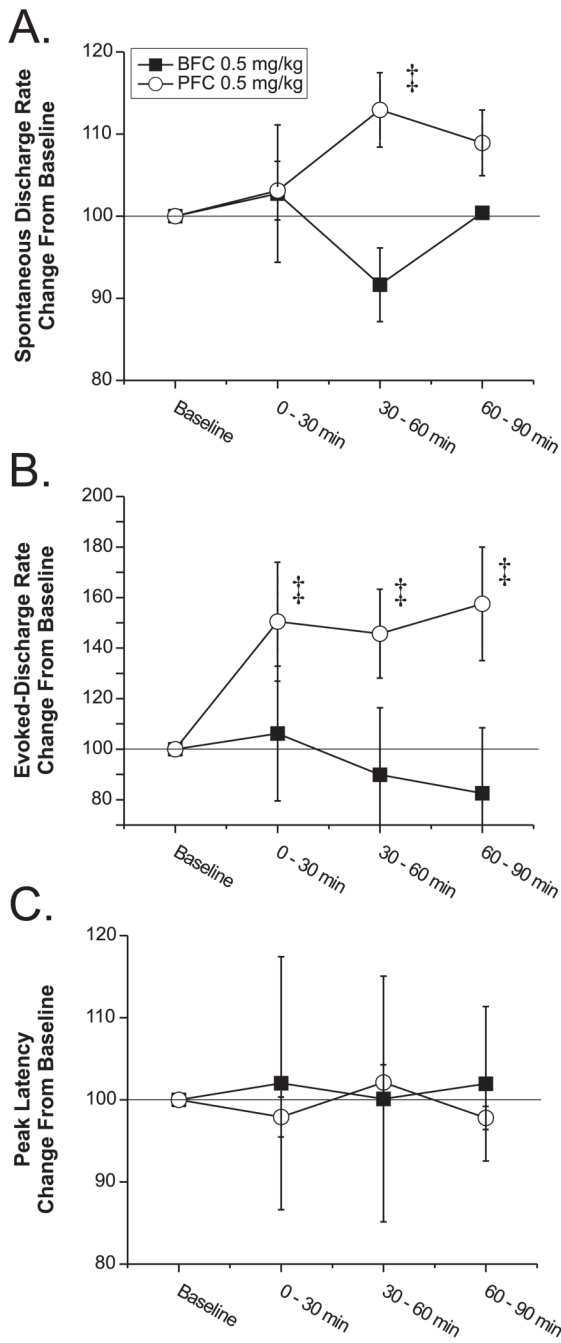 A.
BFC 0.5 mg/kg
PFC 0.5 mg/kg
‡
Spontaneous Discharge Rate
Change From Baseline
120
110
100
90
80
Baseline
0 - 30 min
30 - 60 min
60 - 90 min
B.
‡
‡
‡
Evoked-Discharge Rate
Change From Baseline
200
180
160
140
120
100
80
Baseline
0 - 30 min
30 - 60 min
60 - 90 min
C.
Peak Latency
Change From Baseline
120
110
100
90
80
Baseline
0 - 30 min
30 - 60 min
60 - 90 min